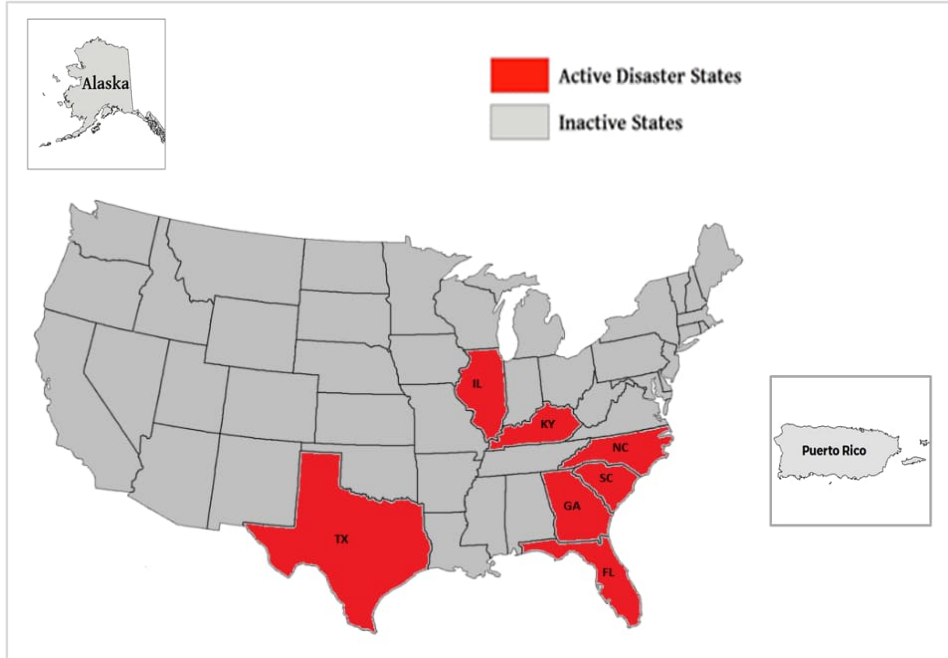 Alaska
Active Disaster States
Inactive States
IL
KY
NC
SC
GA
TX
FL
Puerto Rico